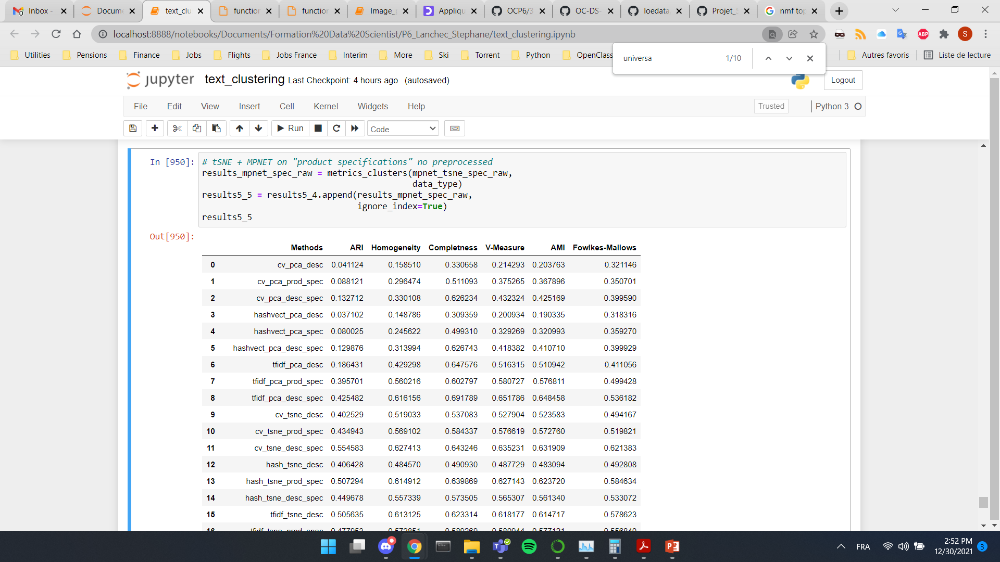 Inbox -
Docum
text_clu
function
function
Image_
Appliqu
OCP6/3
OC-DS-
loedata
Projet_
nmf top
localhost:8888/notebooks/Documents/Formation%20Data%20Scientist/P6_Lanchec_Stephane/text_clustering.ipynb
ABP
S
Utilities
Pensions
Finance
Jobs
Flights
Jobs France
Interim
More
Ski
Torrent
Python
OpenClass
Autres favoris
Liste de lecture
universa
1/10
jupyter text_clustering Last Checkpoint: 4 hours ago (autosaved)
Logout
File Edit View Insert Cell Kernel Widgets Help
Trusted
Python 3
Run
Code
In [950]: # tSNE + MPNET on "product specifications" no preprocessed
results_mpnet_spec_raw = metrics_clusters(mpnet_tsne_spec_raw,
data_type)
results5_5 = results5_4.append(results_mpnet_spec_raw,
ignore_index=True)
results5_5
Out[950]:
Methods ARI Homogeneity Completness V-Measure AMI Fowlkes-Mallows
0 cv_pca_desc 0.041124 0.158510 0.330658 0.214293 0.203763 0.321146
1 cv_pca_prod_spec 0.088121 0.296474 0.511093 0.375265 0.367896 0.350701
2 cv_pca_desc_spec 0.132712 0.330108 0.626234 0.432324 0.425169 0.399590
3 hashvect_pca_desc 0.037102 0.148786 0.309359 0.200934 0.190335 0.318316
4 hashvect_pca_spec 0.080025 0.245622 0.499310 0.329269 0.320993 0.359270
5 hashvect_pca_desc_spec 0.129876 0.313994 0.626743 0.418382 0.410710 0.399929
6 tfidf_pca_desc 0.186431 0.429298 0.647576 0.516315 0.510942 0.411056
7 tfidf_pca_prod_spec 0.395701 0.560216 0.602797 0.580727 0.576811 0.499428
8 tfidf_pca_desc_spec 0.425482 0.616156 0.691789 0.651786 0.648458 0.536182
9 cv_tsne_desc 0.402529 0.519033 0.537083 0.527904 0.523583 0.494167
10 cv_tsne_prod_spec 0.434943 0.569102 0.584337 0.576619 0.572760 0.519821
11 cv_tsne_desc_spec 0.554583 0.627413 0.643246 0.635231 0.631909 0.621383
12 hash_tsne_desc 0.406428 0.484570 0.490930 0.487729 0.483094 0.492808
13 hash_tsne_prod_spec 0.507294 0.614912 0.639869 0.627143 0.623720 0.584634
14 hash_tsne_desc_spec 0.449678 0.557339 0.573505 0.565307 0.561340 0.533072
15 tfidf_tsne_desc 0.505635 0.613125 0.623314 0.618177 0.614717 0.578623
16 tfidf_tsne_prod_spec 0.477953 0.572851 0.589269 0.580944 0.577121 0.556840
FRA
2:52 PM
12/30/2021
3